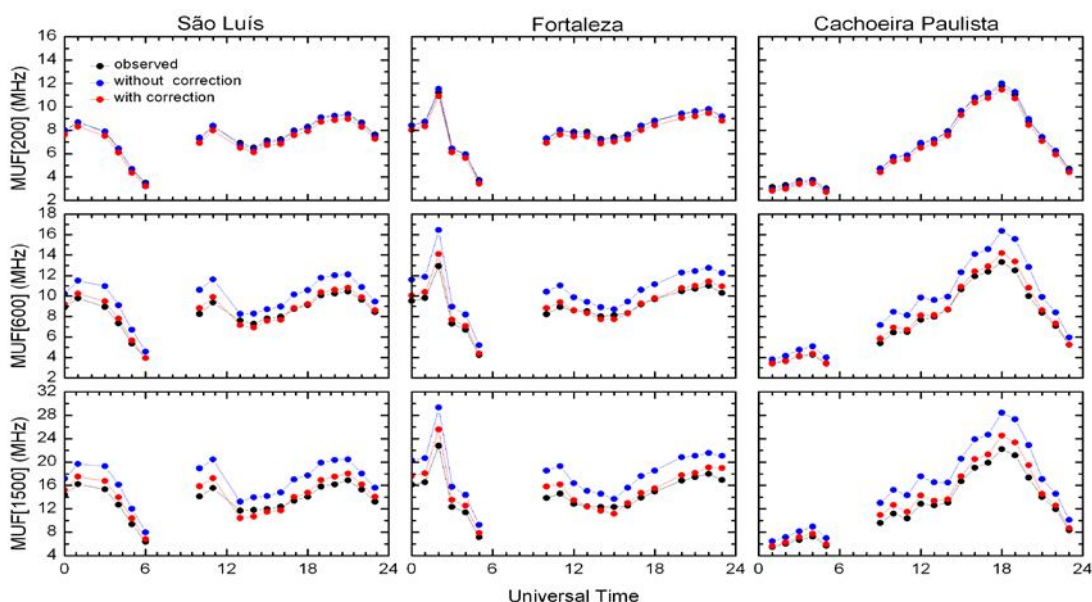 São Luís Fortaleza Cachoeira Paulista
MUF[200] (MHz)
16
14
12
10
8
6
4
2
observed
without correction
with correction
MUF[600] (MHz)
18
16
14
12
10
8
6
4
2
MUF[1500] (MHz)
32
28
24
20
16
12
8
4
0 6 12 18 24 0 6 12 18 24 0 6 12 18 24
Universal Time